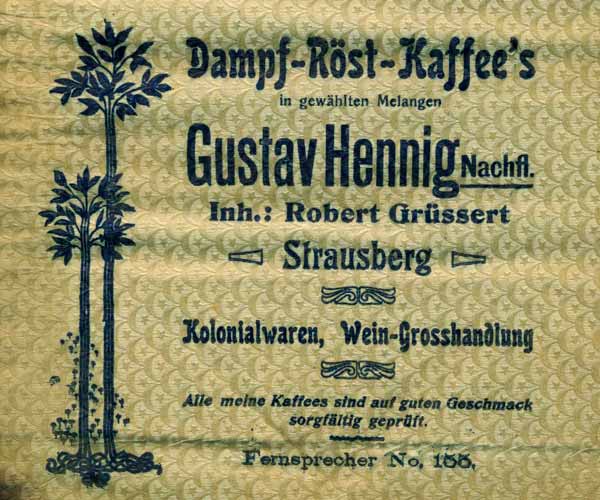 Dampf-Röst-Kaffee's
in gewählten Melangen
Gustav Hennig Nachfl.
Inh.: Robert Grüssert
Strausberg
Kolonialwaren, Wein-Grosshandlung
Alle meine Kaffees sind auf guten Geschmack
sorgfältig geprüft.
Fernsprecher No. 155.